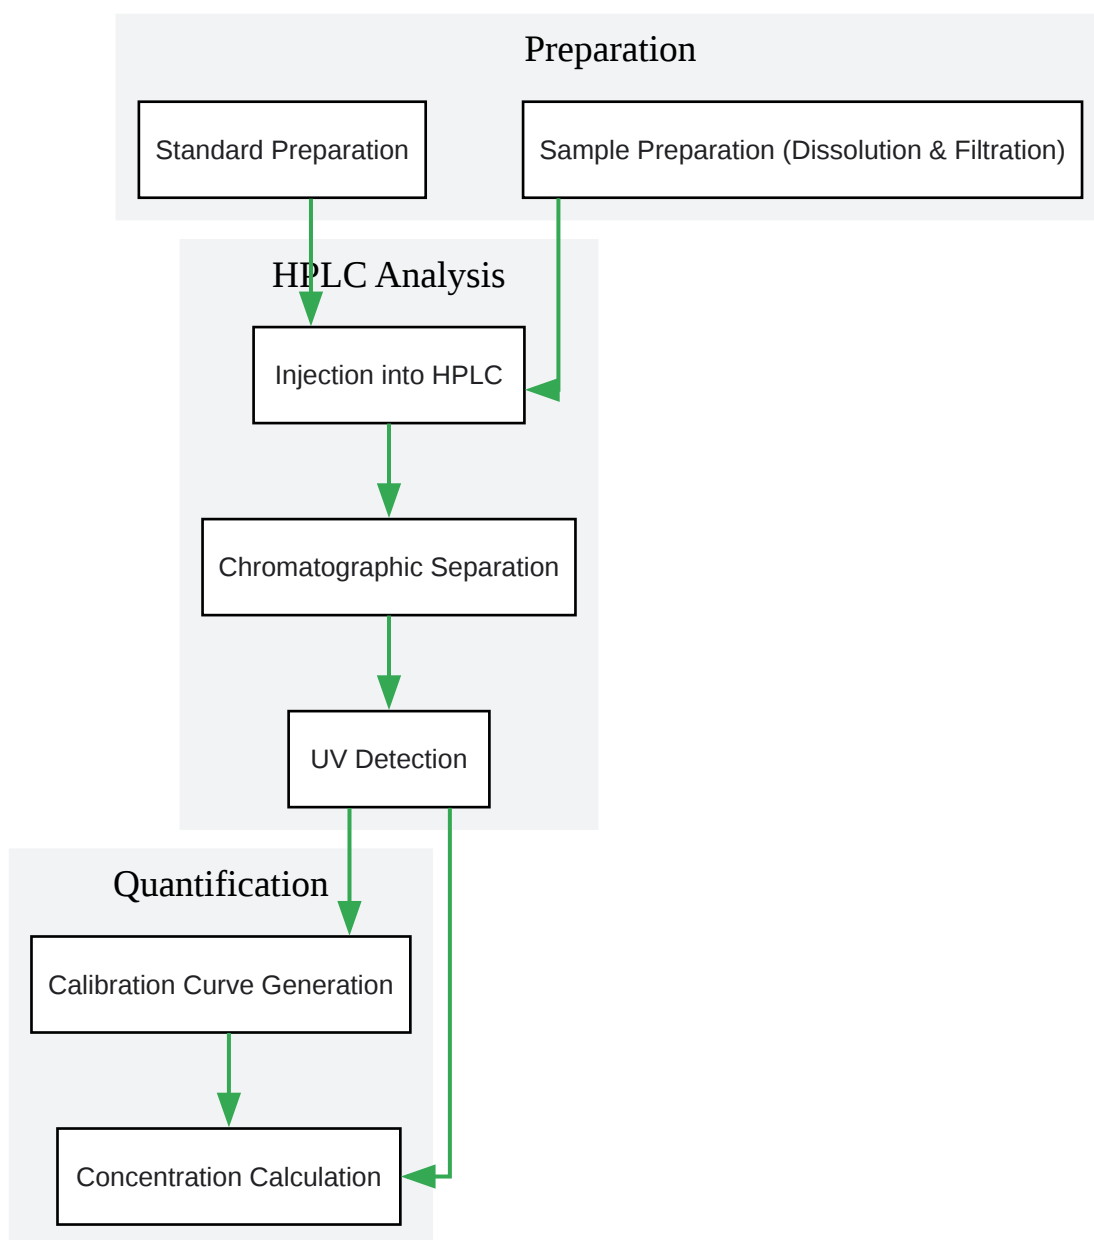 Preparation
Standard Preparation
Sample Preparation (Dissolution & Filtration)
HPLC Analysis
Injection into HPLC
Chromatographic Separation
UV Detection
Quantification
Calibration Curve Generation
Concentration Calculation